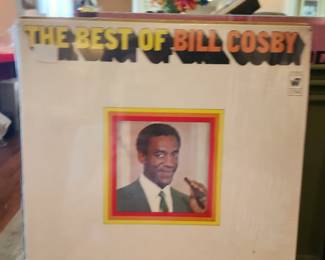 THE BEST OF BILL COSBY